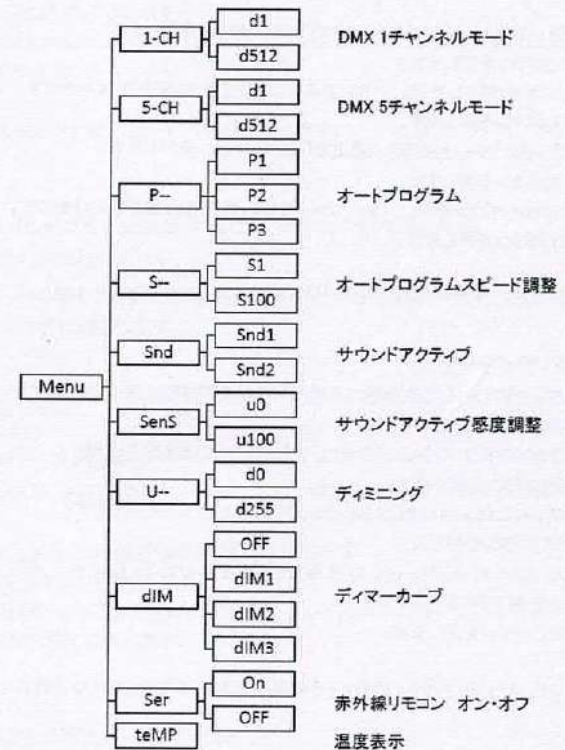 d1
1-CH
DMX 1チャンネルモード
d512
d1
5-CH
DMX 5チャンネルモード
d512
P1
P--
P2
オートプログラム
P3
S1
S--
オートプログラムスピード調整
S100
Snd1
Snd
サウンドアクティブ
Snd2
Menu
u0
SenS
サウンドアクティブ感度調整
u100
d0
U--
ディミニング
d255
OFF
dIM1
dIM
ディマーカーブ
dIM2
dIM3
On
Ser
赤外線リモコン オン・オフ
OFF
teMP
温度表示